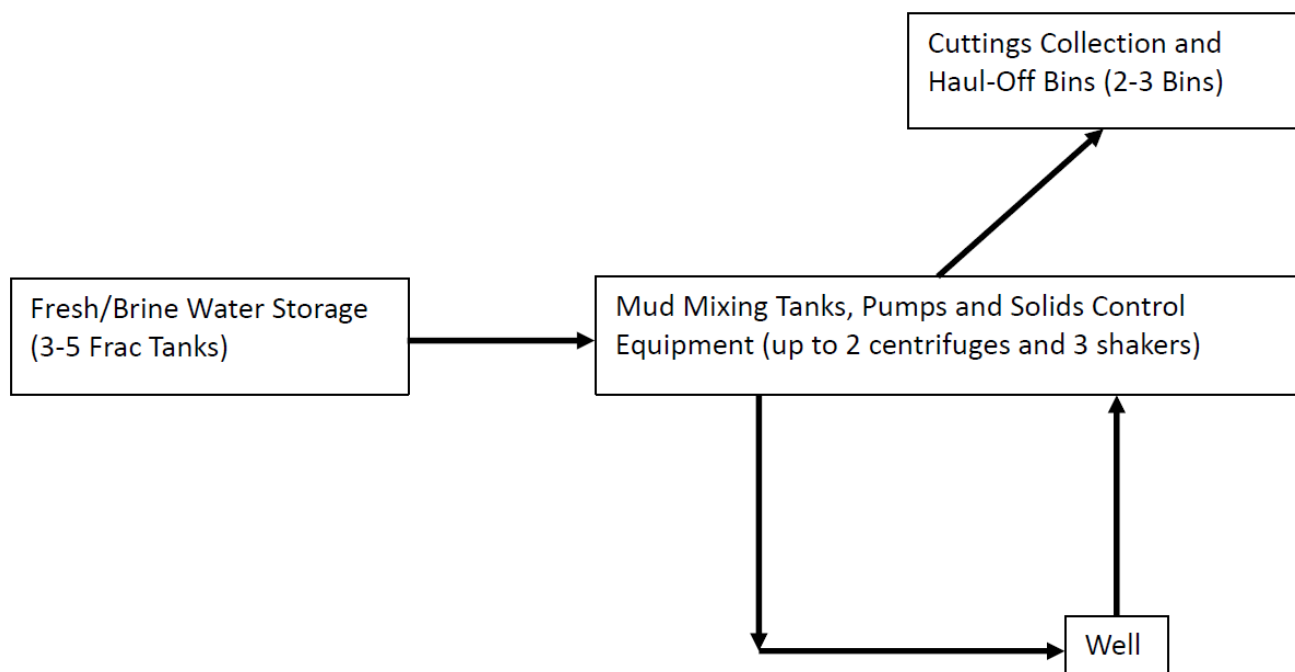 Cuttings Collection and
Haul-Off Bins (2-3 Bins)
Fresh/Brine Water Storage
(3-5 Frac Tanks)
Mud Mixing Tanks, Pumps and Solids Control
Equipment (up to 2 centrifuges and 3 shakers)
Well